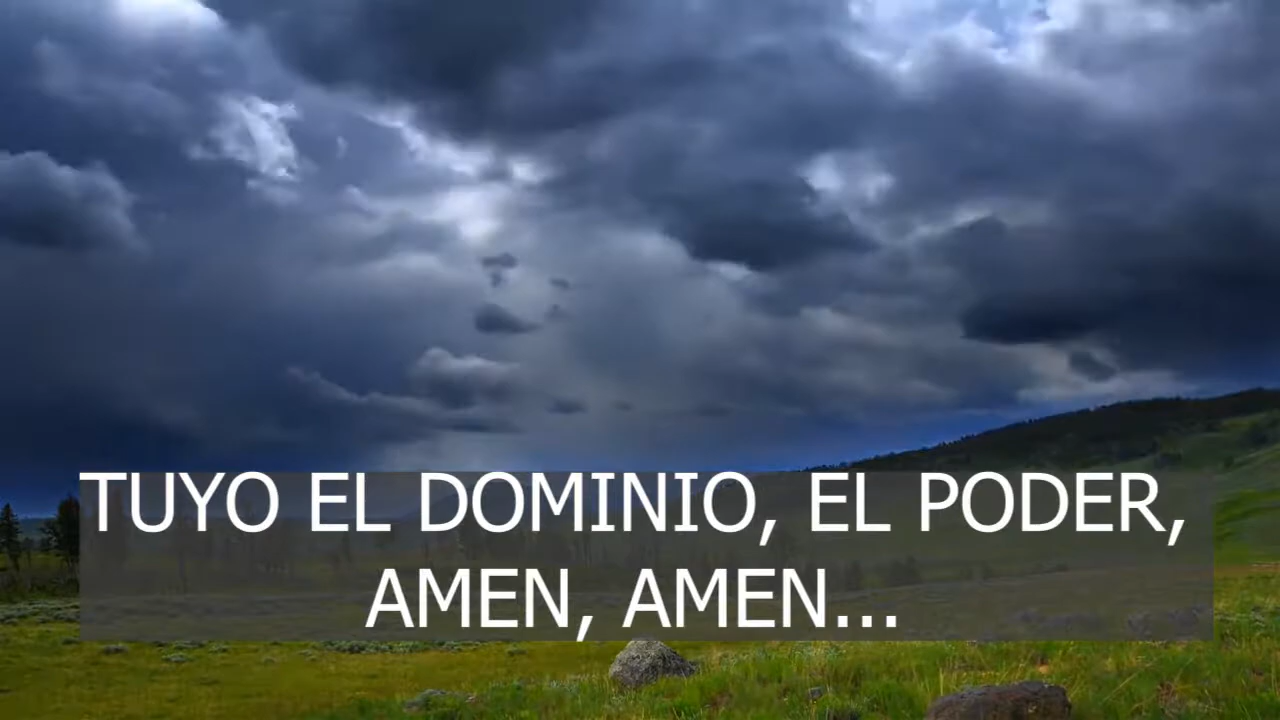 TUYO EL DOMINIO, EL PODER,
AMEN, AMEN...